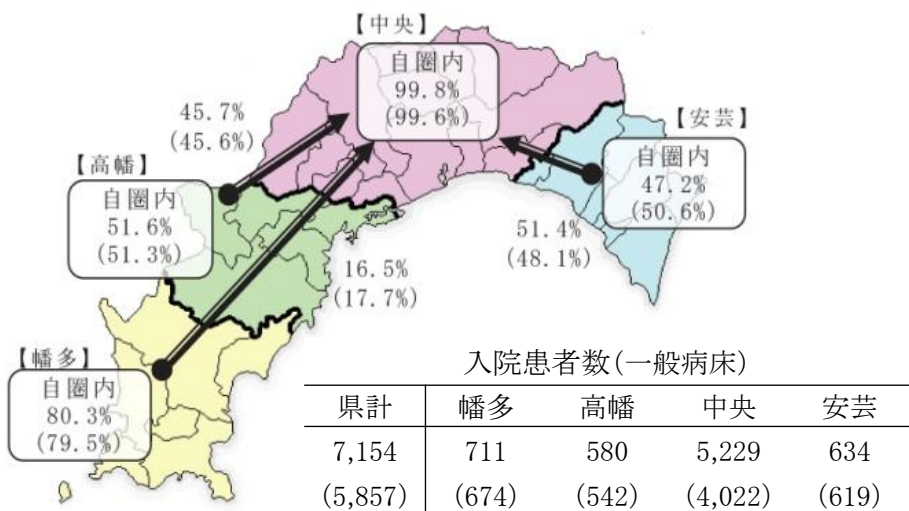 【中央】
自圏内
99.8%
(99.6%)
45.7%
(45.6%)
【安芸】
自圏内
47.2%
(50.6%)
【高幡】
自圏内
51.6%
(51.3%)
51.4%
(48.1%)
16.5%
(17.7%)
【幡多】
自圏内
80.3%
(79.5%)
入院患者数(一般病床)
県計 幡多 高幡 中央 安芸
7,154 711 580 5,229 634
(5,857) (674) (542) (4,022) (619)